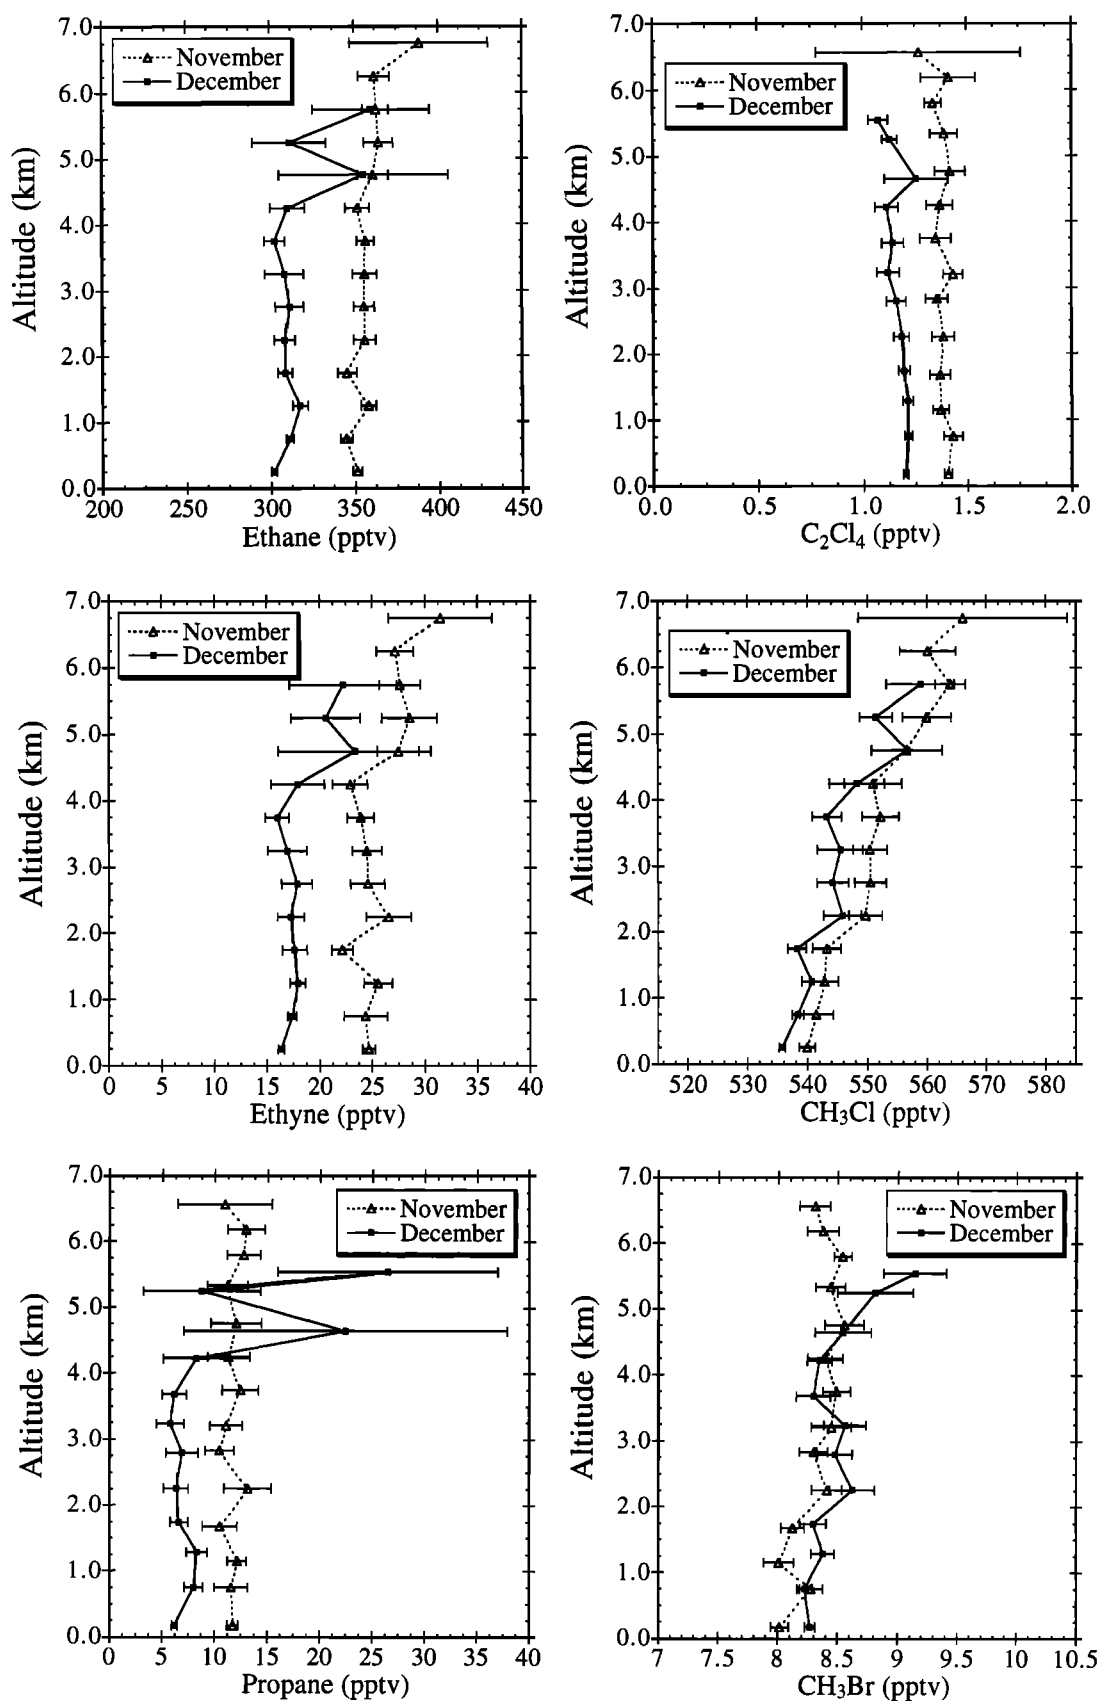 7.0
6.0
5.0
4.0
3.0
2.0
1.0
0.0
Altitude (km)
November
December
200 250 300 350 400 450
Ethane (pptv)
7.0
6.0
5.0
4.0
3.0
2.0
1.0
0.0
Altitude (km)
November
December
0.0 0.5 1.0 1.5 2.0
C₂Cl₄ (pptv)
7.0
6.0
5.0
4.0
3.0
2.0
1.0
0.0
Altitude (km)
November
December
0 5 10 15 20 25 30 35 40
Ethyne (pptv)
7.0
6.0
5.0
4.0
3.0
2.0
1.0
0.0
Altitude (km)
November
December
520 530 540 550 560 570 580
CH₃Cl (pptv)
7.0
6.0
5.0
4.0
3.0
2.0
1.0
0.0
Altitude (km)
November
December
0 5 10 15 20 25 30 35 40
Propane (pptv)
7.0
6.0
5.0
4.0
3.0
2.0
1.0
0.0
Altitude (km)
November
December
7 7.5 8 8.5 9 9.5 10 10.5
CH₃Br (pptv)